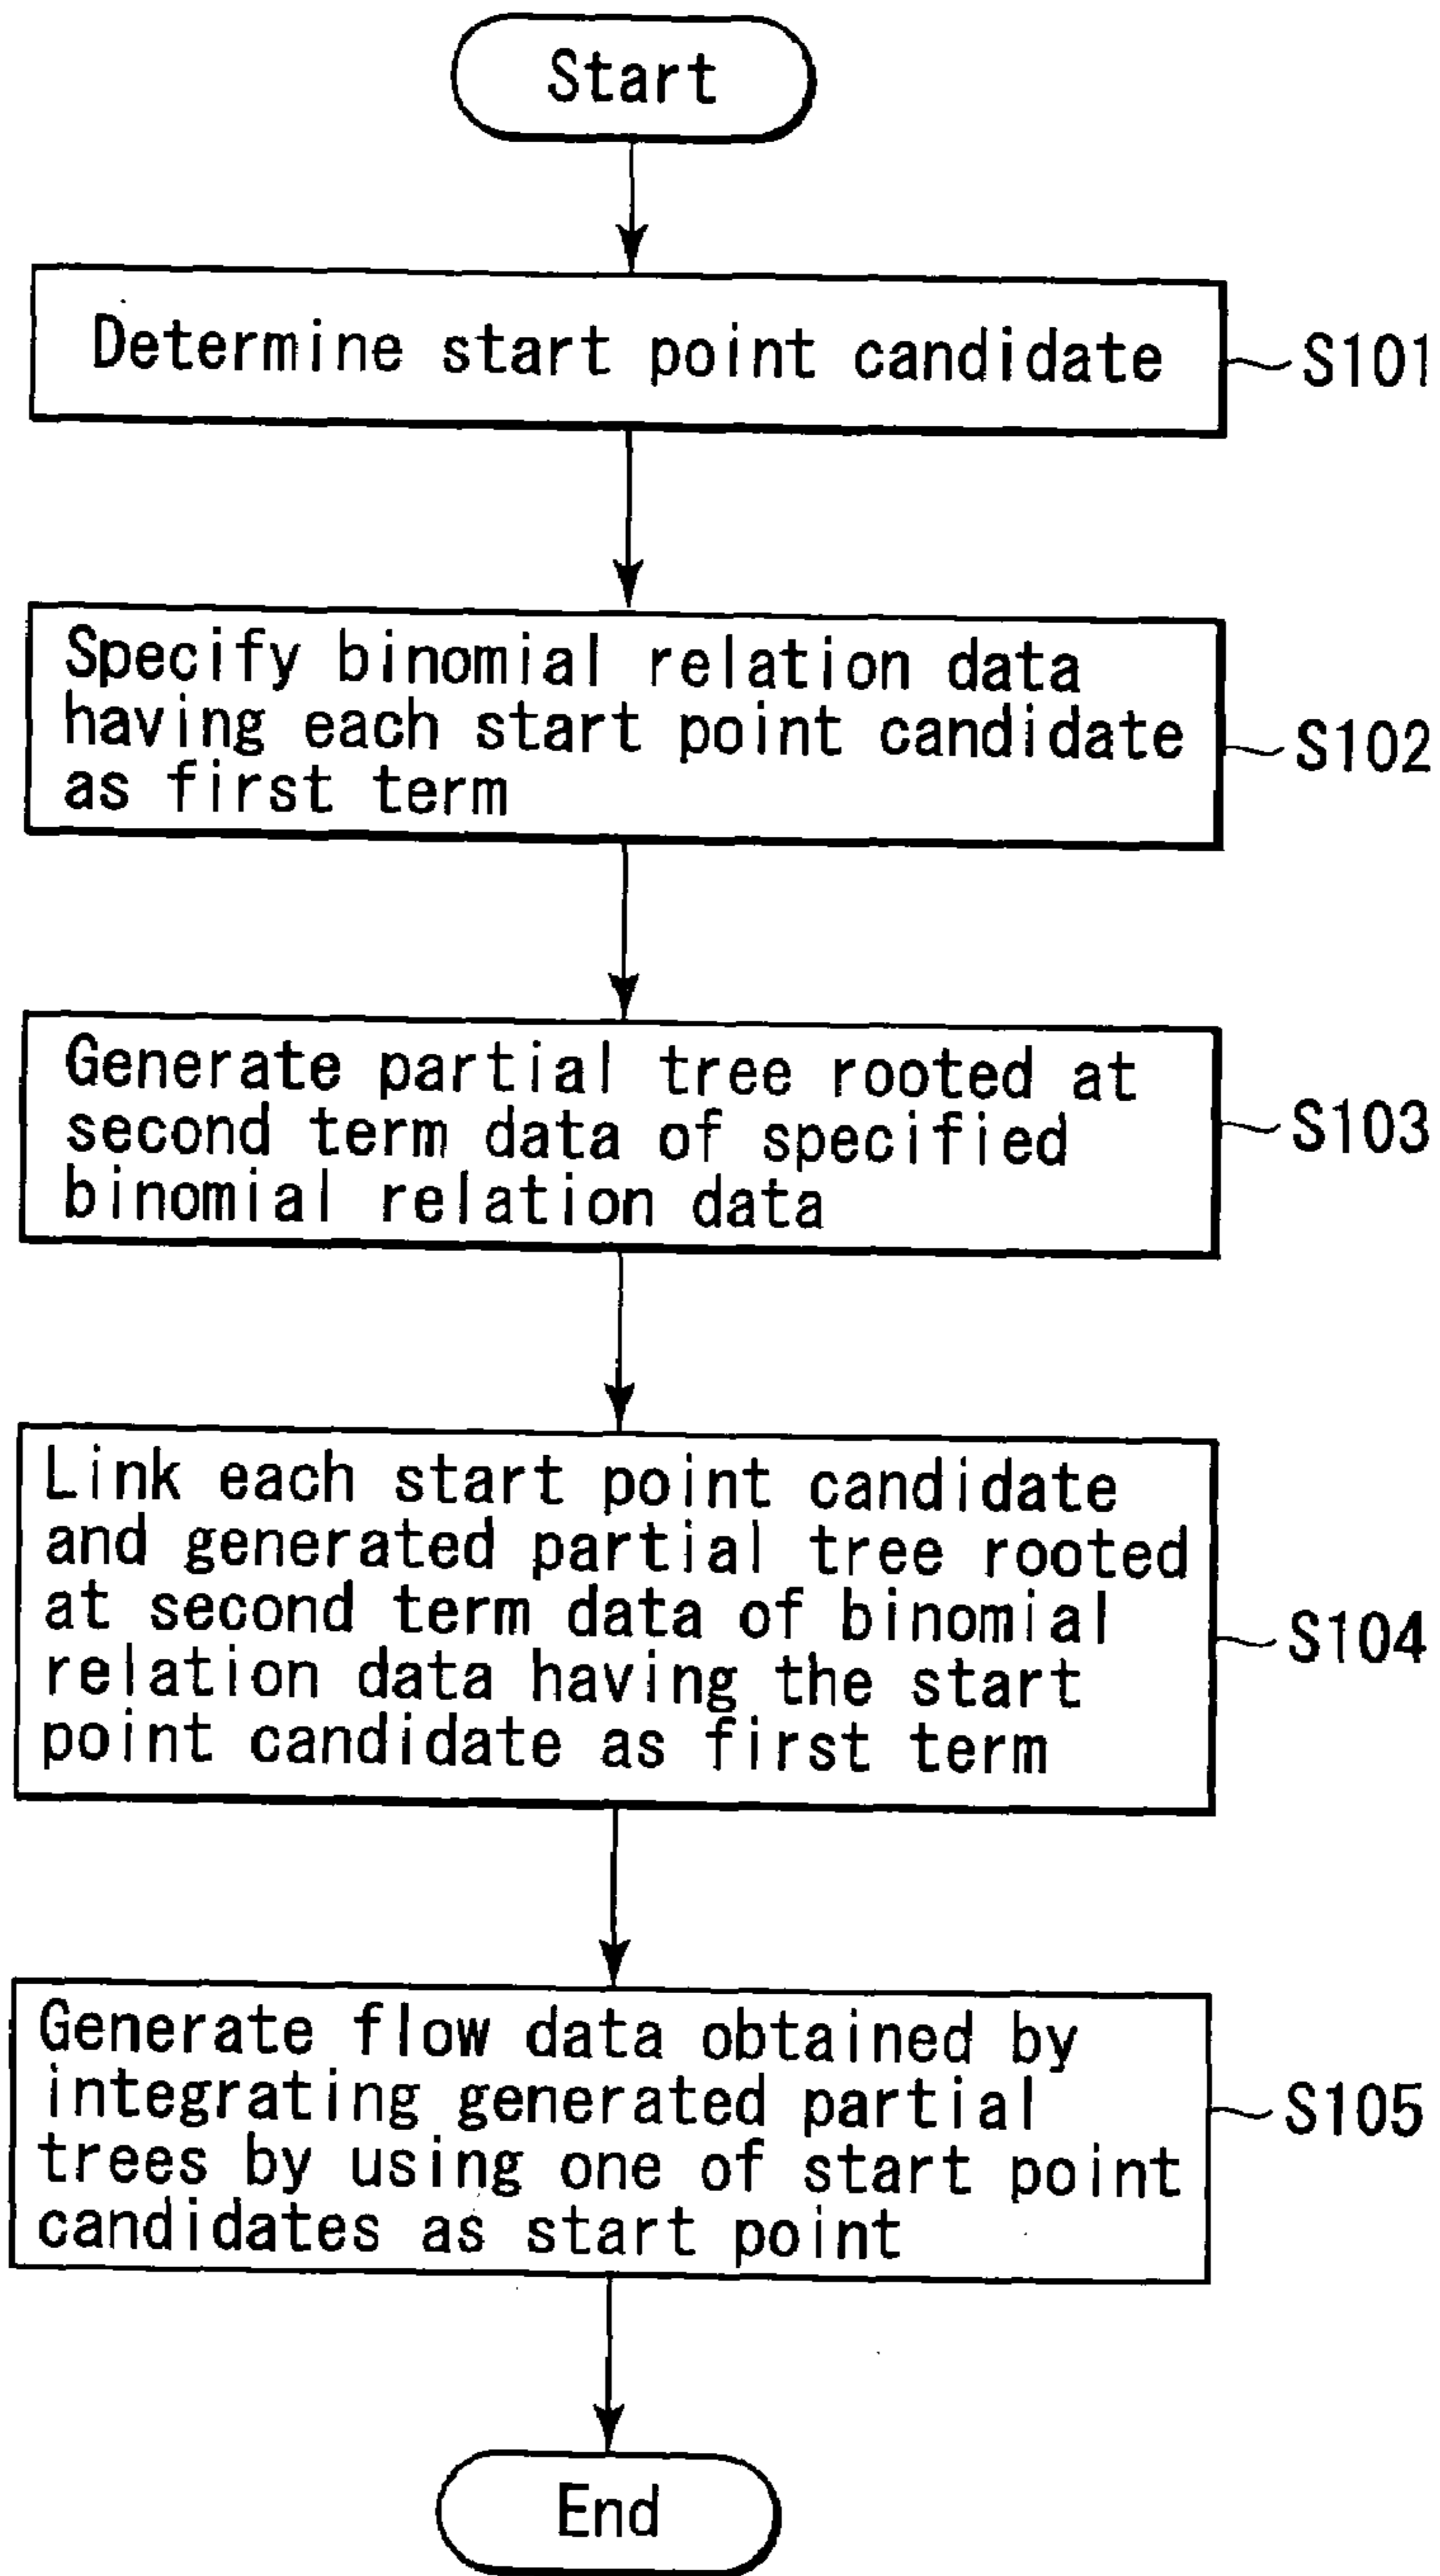 Start
Determine start point candidate
S101
Specify binomial relation data
having each start point candidate
as first term
S102
Generate partial tree rooted at
second term data of specified
binomial relation data
S103
Link each start point candidate
and generated partial tree rooted
at second term data of binomial
relation data having the start
point candidate as first term
S104
Generate flow data obtained by
integrating generated partial
trees by using one of start point
candidates as start point
S105
End